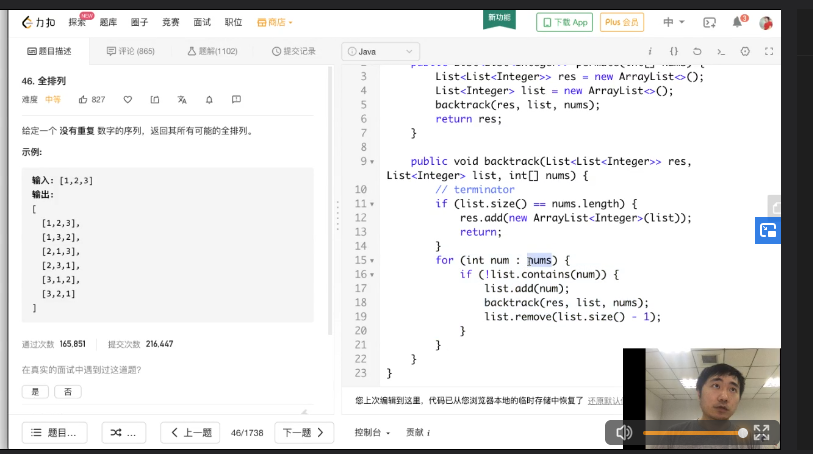 力扣 探索 NEW 题库 圈子 竞赛 面试 职位 商店 新功能 下载 App Plus 会员 中 3
题目描述 评论 (865) 题解(1102) 提交记录 Java
46. 全排列
难度 中等 827
给定一个 没有重复 数字的序列，返回其所有可能的全排列。
示例:
输入: [1,2,3]
输出:
[
[1,2,3],
[1,3,2],
[2,1,3],
[2,3,1],
[3,1,2],
[3,2,1]
]
通过次数 165,851 提交次数 216,447
在真实的面试中遇到过这道题?
是 否
题目... ... 上一题 46/1738 下一题
3 List<List<Integer>> res = new ArrayList<>();
4 List<Integer> list = new ArrayList<>();
5 backtrack(res, list, nums);
6 return res;
7 }
8
9 public void backtrack(List<List<Integer>> res,
List<Integer> list, int[] nums) {
10 // terminator
11 if (list.size() == nums.length) {
12 res.add(new ArrayList<Integer>(list));
13 return;
14 }
15 for (int num : nums) {
16 if (!list.contains(num)) {
17 list.add(num);
18 backtrack(res, list, nums);
19 list.remove(list.size() - 1);
20 }
21 }
22 }
23 }
您上次编辑到这里，代码已从您浏览器本地的临时存储中恢复了 还原默认
控制台 贡献 i